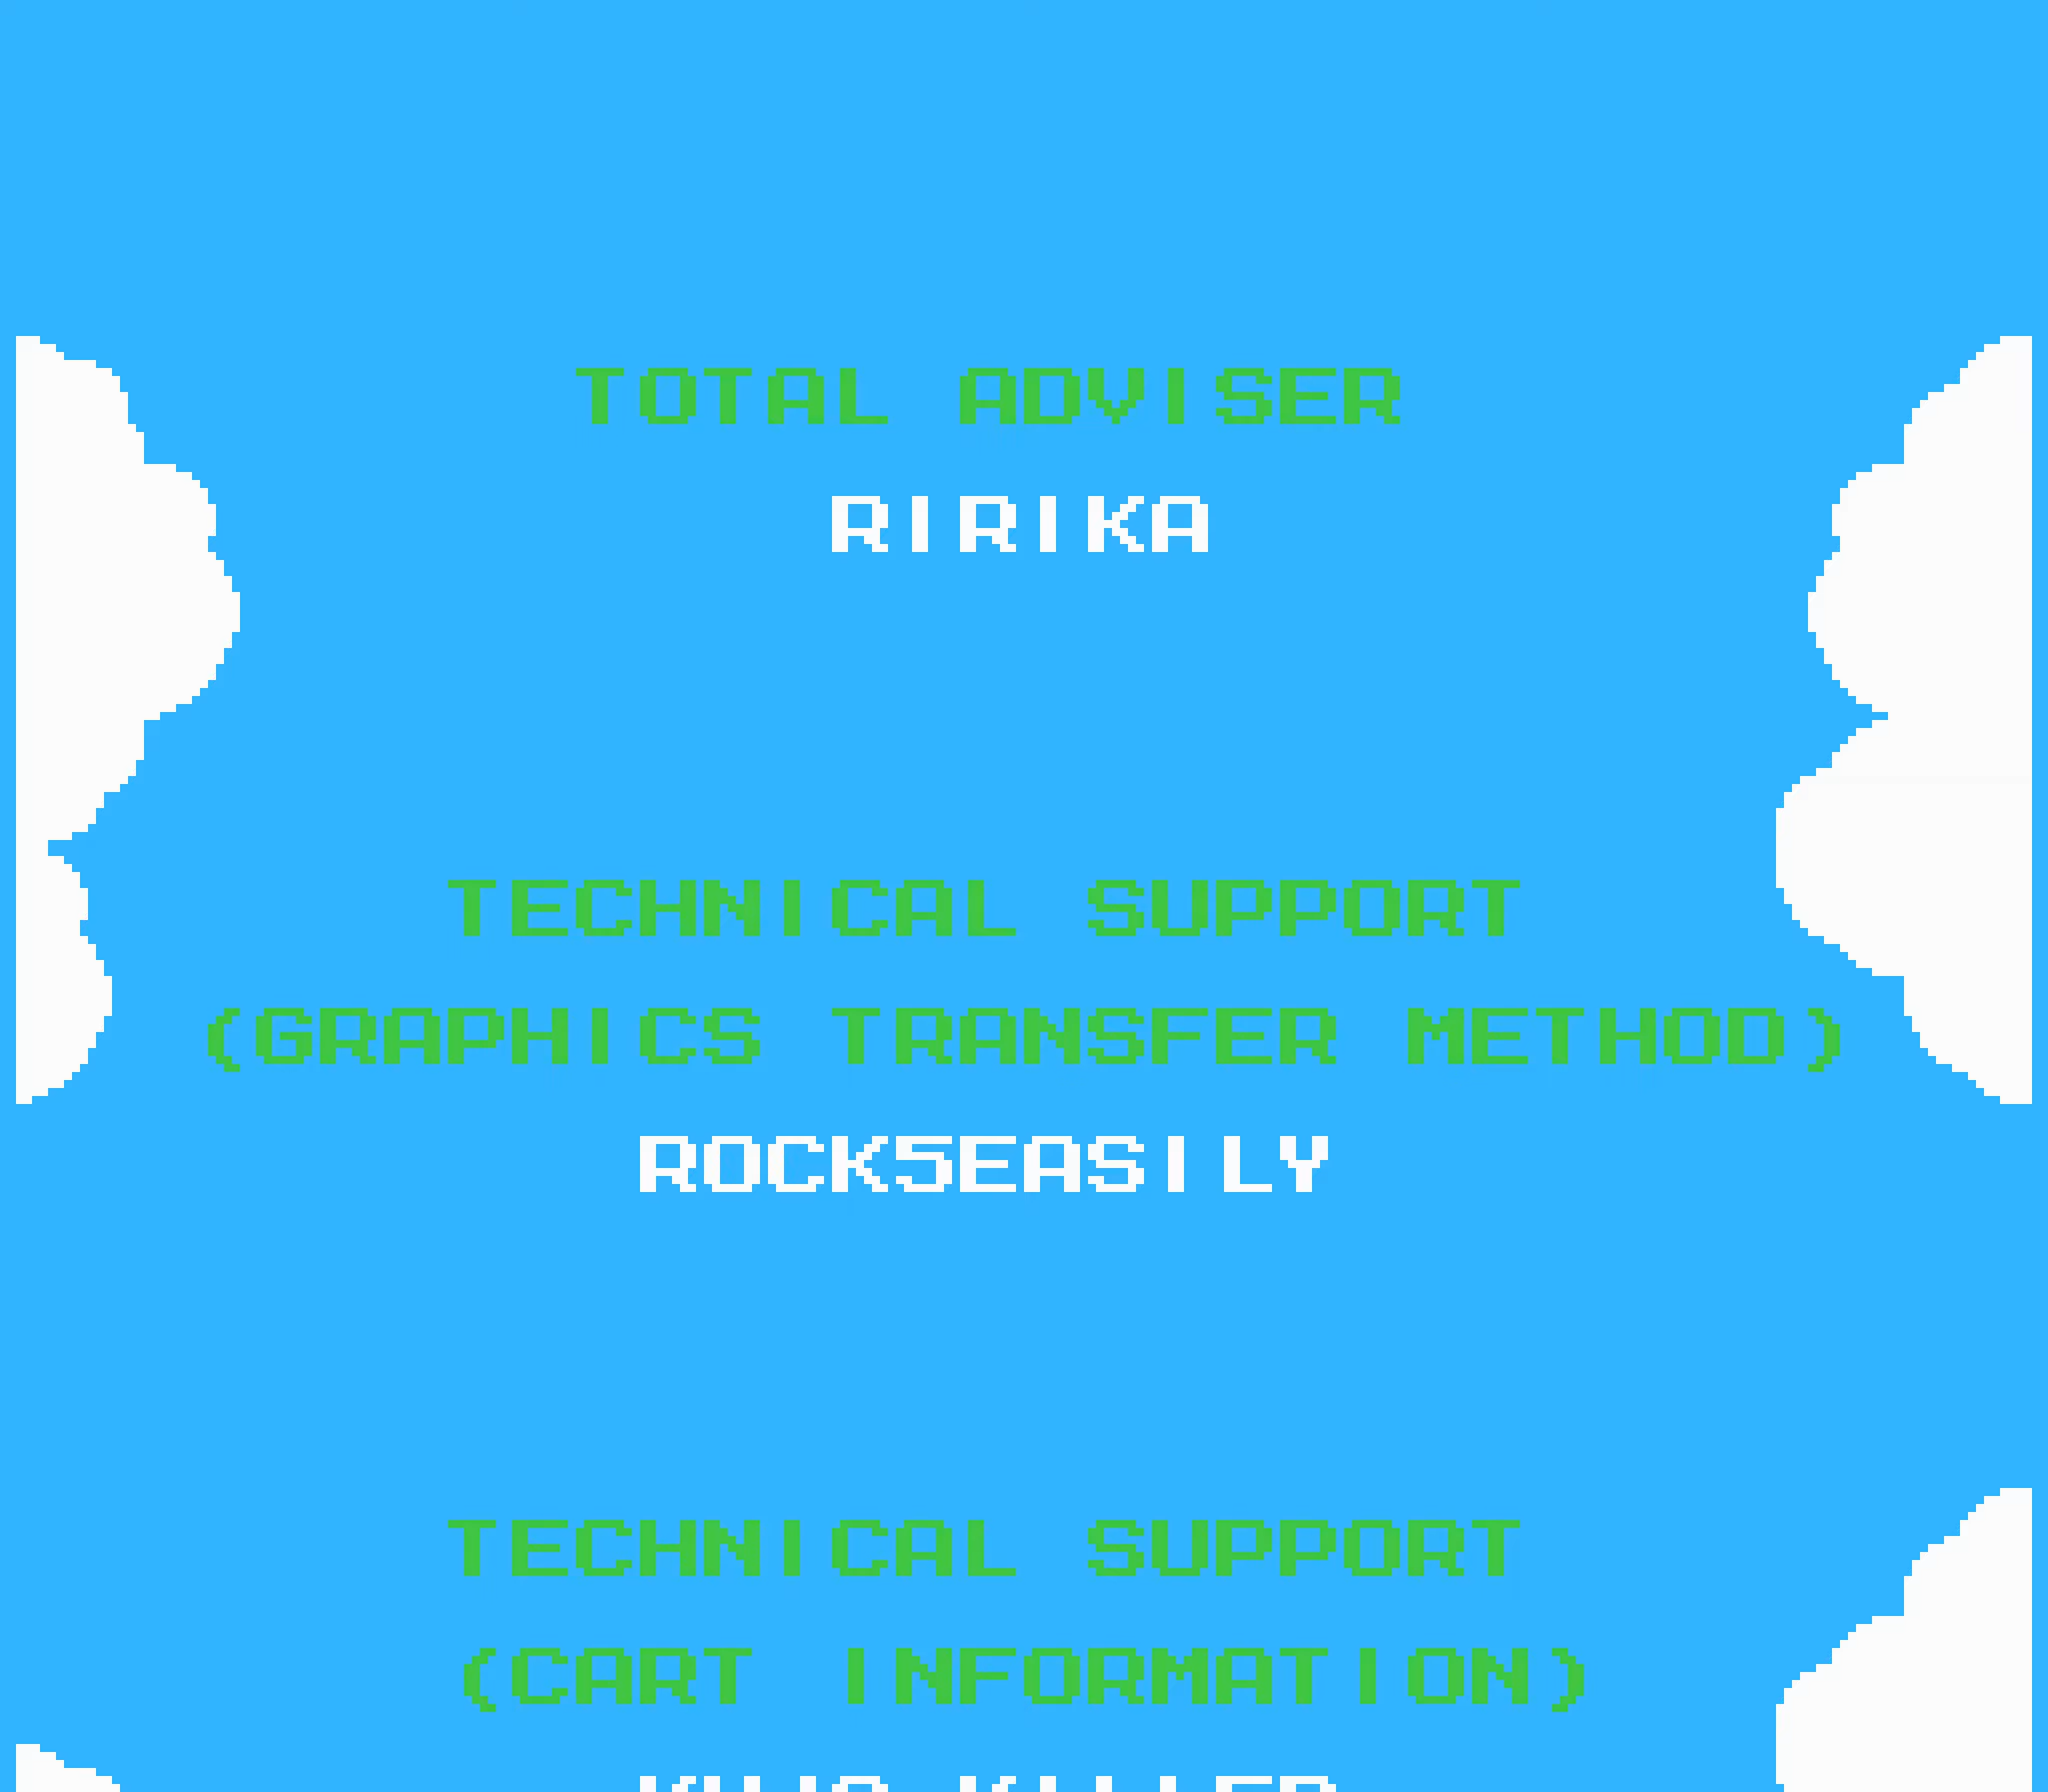 TOTAL ADVISER
RIRIKA
TECHNICAL SUPPORT
(GRAPHICS TRANSFER METHOD)
ROCK5EASILY
TECHNICAL SUPPORT
(CART INFORMATION)